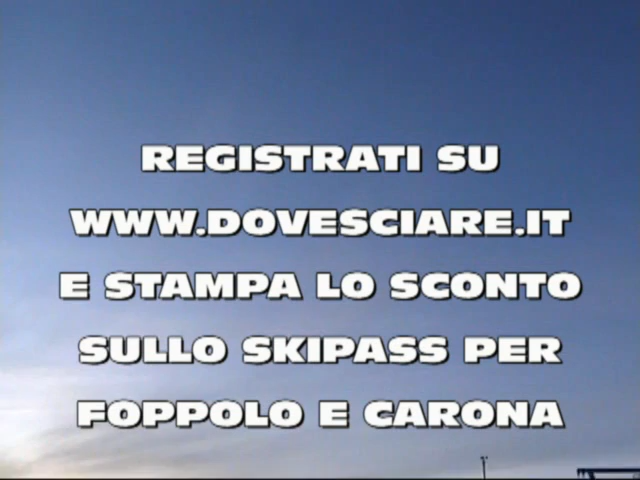 REGISTRATI SU
WWW.DOVESCIARE.IT
E STAMPA LO SCONTO
SULLO SKIPASS PER
FOPPOLO E CARONA